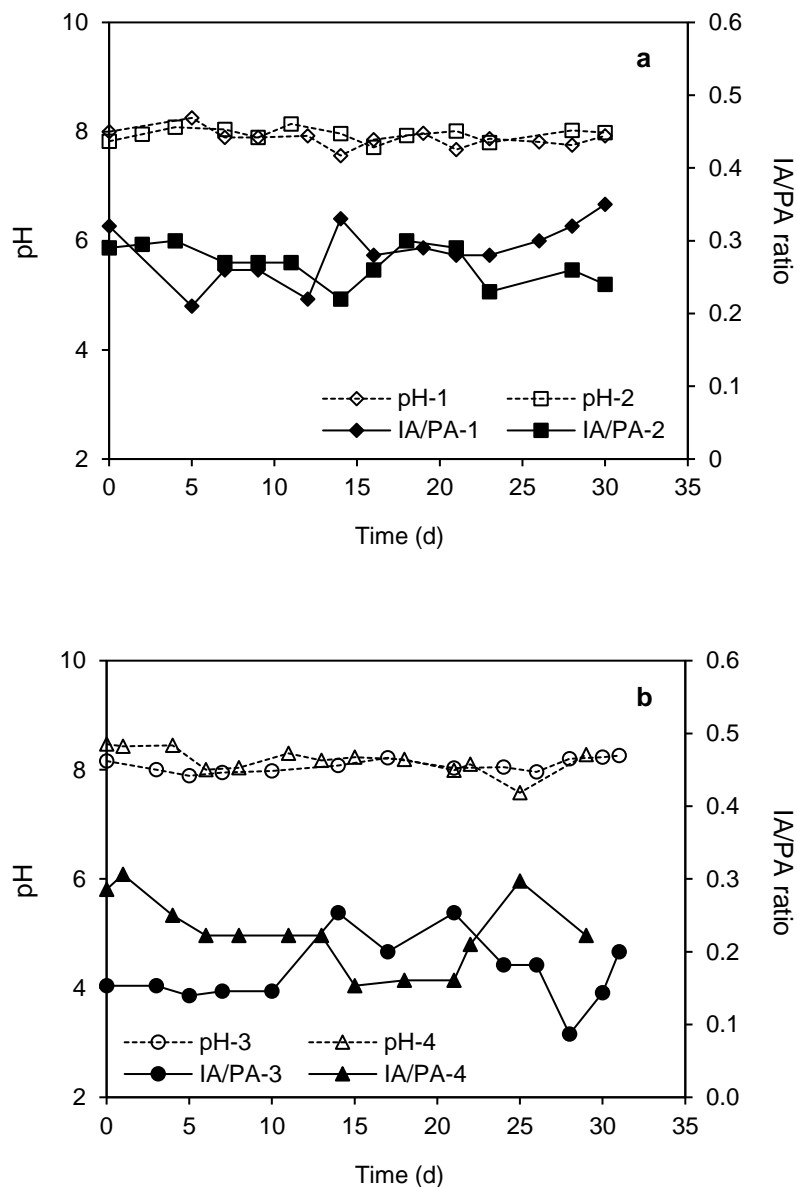 a
10
8
6
4
2
pH
0.6
0.5
0.4
0.3
0.2
0.1
0
IA/PA ratio
pH-1 pH-2
IA/PA-1 IA/PA-2
0 5 10 15 20 25 30 35
Time (d)
b
10
8
6
4
2
pH
0.6
0.5
0.4
0.3
0.2
0.1
0.0
IA/PA ratio
pH-3 pH-4
IA/PA-3 IA/PA-4
0 5 10 15 20 25 30 35
Time (d)